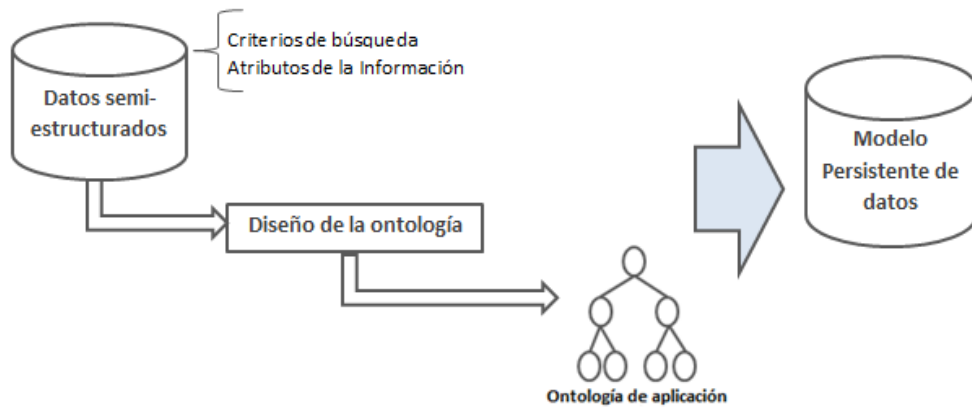 Criterios de búsqueda
Atributos de la Información
Datos semi-
estructurados
Modelo
Persistente de
datos
Diseño de la ontología
Ontología de aplicación